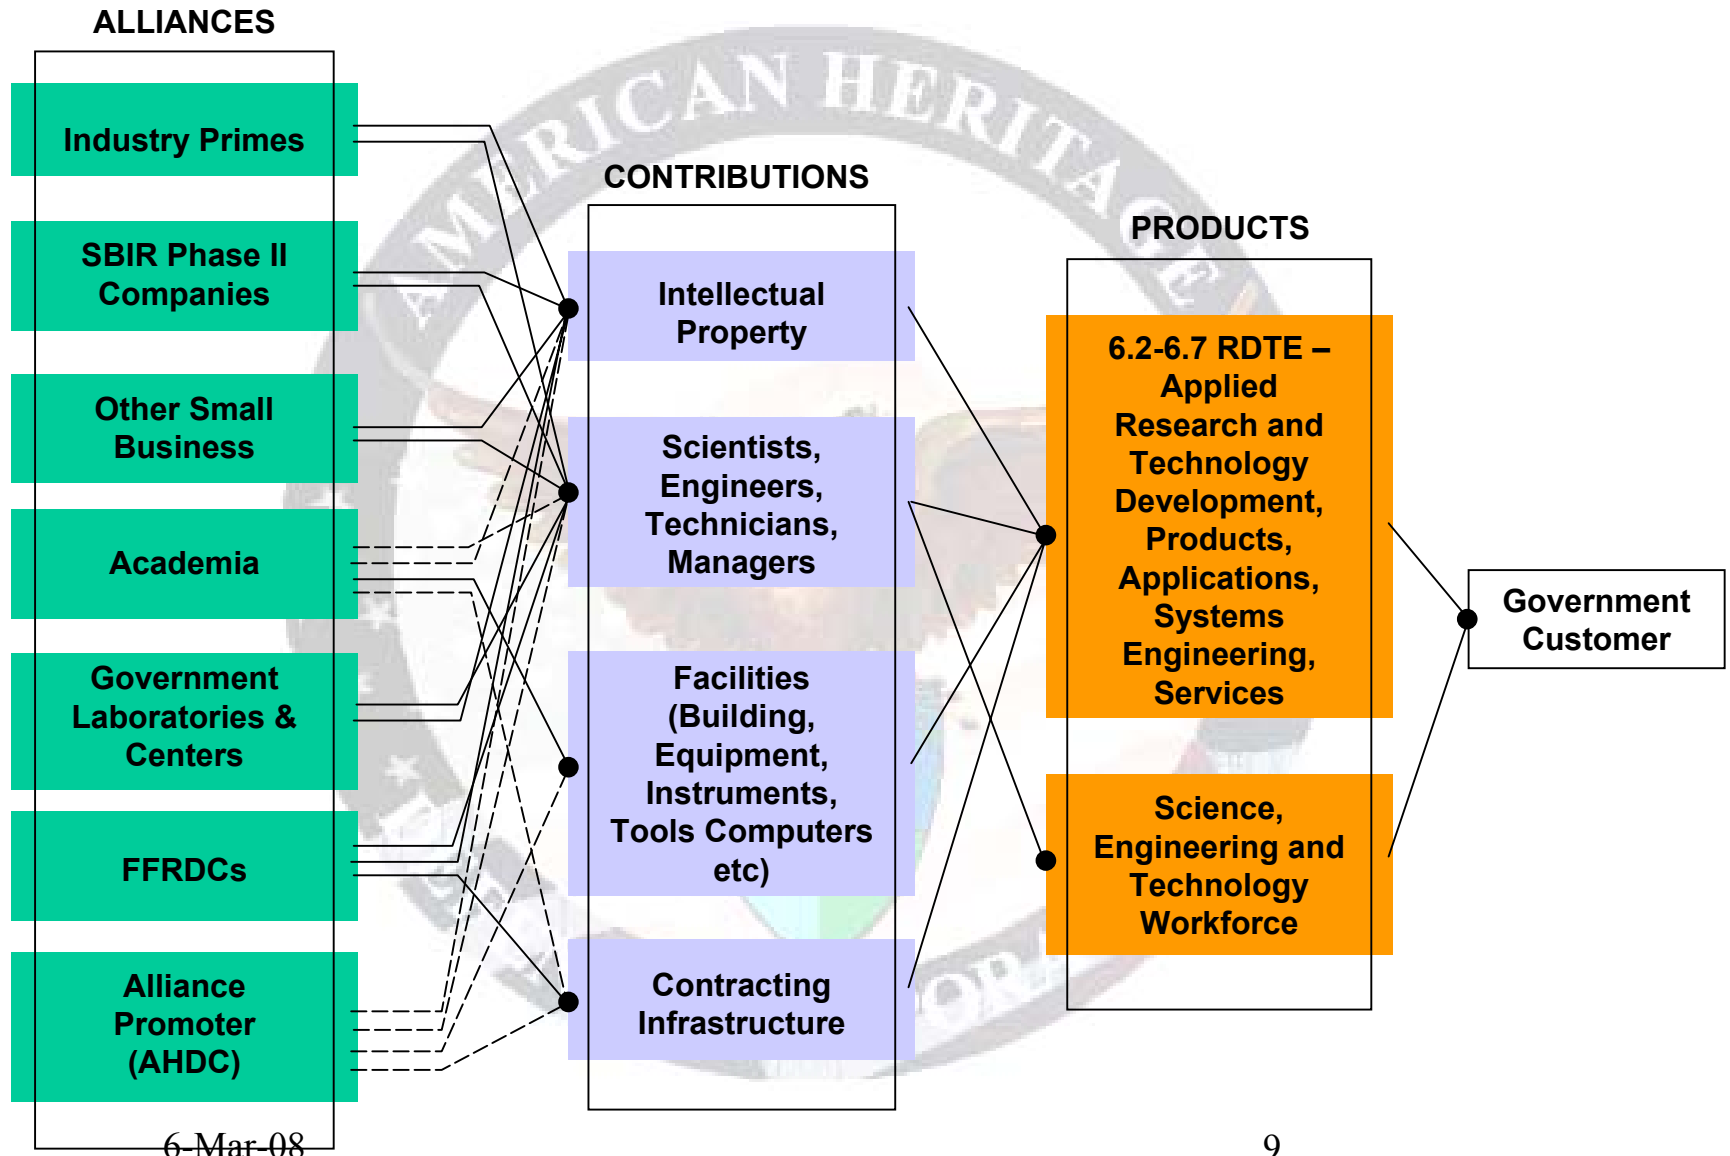 ALLIANCES
Industry Primes
SBIR Phase II
Companies
Other Small
Business
Academia
Government
Laboratories &
Centers
FFRDCs
Alliance
Promoter
(AHDC)
CONTRIBUTIONS
Intellectual
Property
Scientists,
Engineers,
Technicians,
Managers
Facilities
(Building,
Equipment,
Instruments,
Tools Computers
etc)
Contracting
Infrastructure
PRODUCTS
6.2-6.7 RDTE –
Applied
Research and
Technology
Development,
Products,
Applications,
Systems
Engineering,
Services
Science,
Engineering and
Technology
Workforce
Government
Customer
AMERICAN HERITAGE
6-Mar-08
9